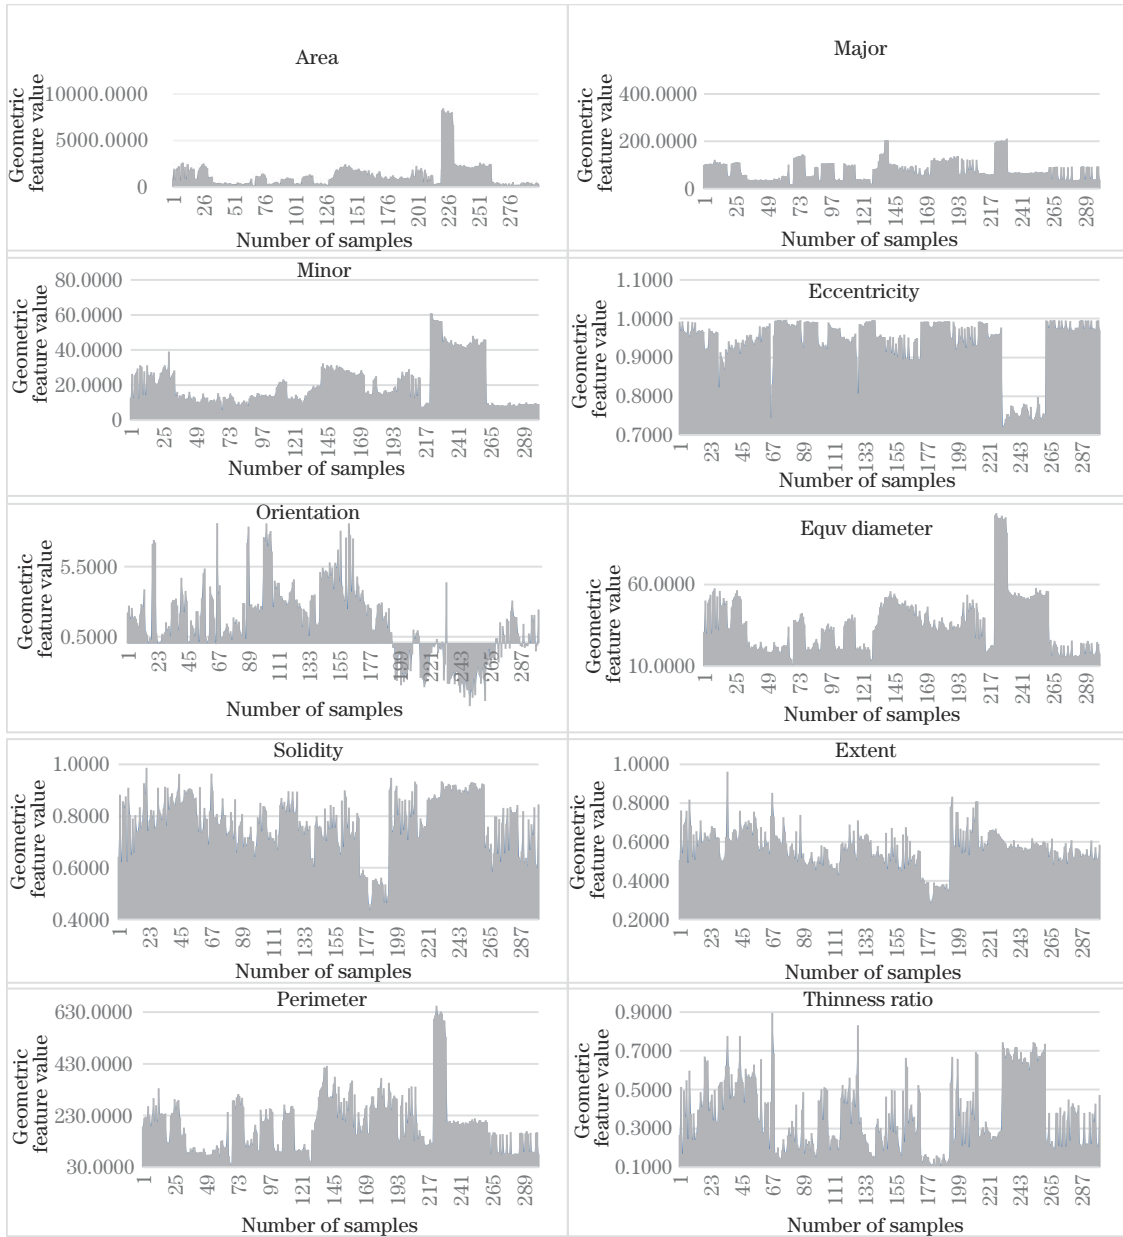 Area
Geometric
feature value
10000.0000
5000.0000
0
1 26 51 76 101 126 151 176 201 226 251 276
Number of samples
Major
Geometric
feature value
400.0000
200.0000
0
1 25 49 73 97 121 145 169 193 217 241 265 289
Number of samples
Minor
Geometric
feature value
80.0000
60.0000
40.0000
20.0000
0
1 25 49 73 97 121 145 169 193 217 241 265 289
Number of samples
Eccentricity
Geometric
feature value
1.1000
1.0000
0.9000
0.8000
0.7000
1 23 45 67 89 111 133 155 177 199 221 243 265 287
Number of samples
Orientation
Geometric
feature value
5.5000
0.5000
1 23 45 67 89 111 133 155 177 199 221 243 265 287
Number of samples
Equv diameter
Geometric
feature value
60.0000
10.0000
1 25 49 73 97 121 145 169 193 217 241 265 289
Number of samples
Solidity
Geometric
feature value
1.0000
0.8000
0.6000
0.4000
1 23 45 67 89 111 133 155 177 199 221 243 265 287
Number of samples
Extent
Geometric
feature value
1.0000
0.8000
0.6000
0.4000
0.2000
1 23 45 67 89 111 133 155 177 199 221 243 265 287
Number of samples
Perimeter
Geometric
feature value
630.0000
430.0000
230.0000
30.0000
1 25 49 73 97 121 145 169 193 217 241 265 289
Number of samples
Thinness ratio
Geometric
feature value
0.9000
0.7000
0.5000
0.3000
0.1000
1 23 45 67 89 111 133 155 177 199 221 243 265 287
Number of samples